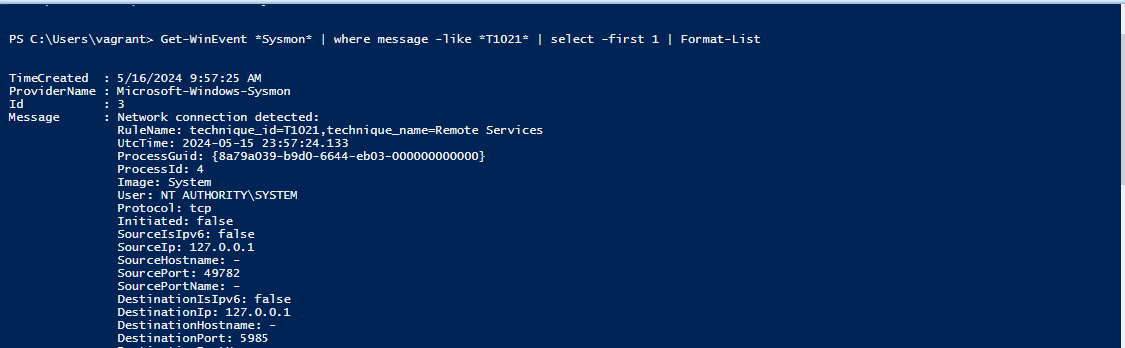 PS C:\Users\vagrant> Get-WinEvent *Sysmon* | where message -like *T1021* | select -first 1 | Format-List
TimeCreated  : 5/16/2024 9:57:25 AM
ProviderName : Microsoft-Windows-Sysmon
Id           : 3
Message      : Network connection detected:
RuleName: technique_id=T1021,technique_name=Remote Services
UtcTime: 2024-05-15 23:57:24.133
ProcessGuid: {8a79a039-b9d0-6644-eb03-000000000000}
ProcessId: 4
Image: System
User: NT AUTHORITY\SYSTEM
Protocol: tcp
Initiated: false
SourceIsIpv6: false
SourceIp: 127.0.0.1
SourceHostname: -
SourcePort: 49782
SourcePortName: -
DestinationIsIpv6: false
DestinationIp: 127.0.0.1
DestinationHostname: -
DestinationPort: 5985